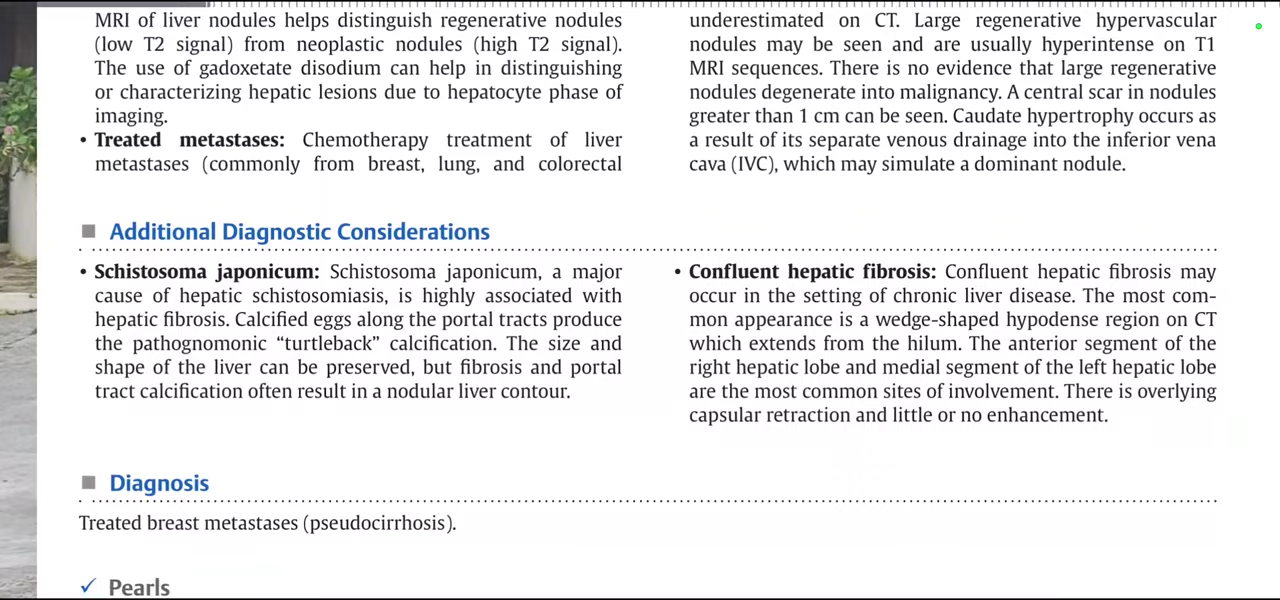 MRI of liver nodules helps distinguish regenerative nodules
(low T2 signal) from neoplastic nodules (high T2 signal).
The use of gadoxetate disodium can help in distinguishing
or characterizing hepatic lesions due to hepatocyte phase of
imaging.
• Treated metastases: Chemotherapy treatment of liver
metastases (commonly from breast, lung, and colorectal
underestimated on CT. Large regenerative hypervascular
nodules may be seen and are usually hyperintense on T1
MRI sequences. There is no evidence that large regenerative
nodules degenerate into malignancy. A central scar in nodules
greater than 1 cm can be seen. Caudate hypertrophy occurs as
a result of its separate venous drainage into the inferior vena
cava (IVC), which may simulate a dominant nodule.
Additional Diagnostic Considerations
• Schistosoma japonicum: Schistosoma japonicum, a major
cause of hepatic schistosomiasis, is highly associated with
hepatic fibrosis. Calcified eggs along the portal tracts produce
the pathognomonic “turtleback” calcification. The size and
shape of the liver can be preserved, but fibrosis and portal
tract calcification often result in a nodular liver contour.
• Confluent hepatic fibrosis: Confluent hepatic fibrosis may
occur in the setting of chronic liver disease. The most com-
mon appearance is a wedge-shaped hypodense region on CT
which extends from the hilum. The anterior segment of the
right hepatic lobe and medial segment of the left hepatic lobe
are the most common sites of involvement. There is overlying
capsular retraction and little or no enhancement.
Diagnosis
Treated breast metastases (pseudocirrhosis).
✓ Pearls